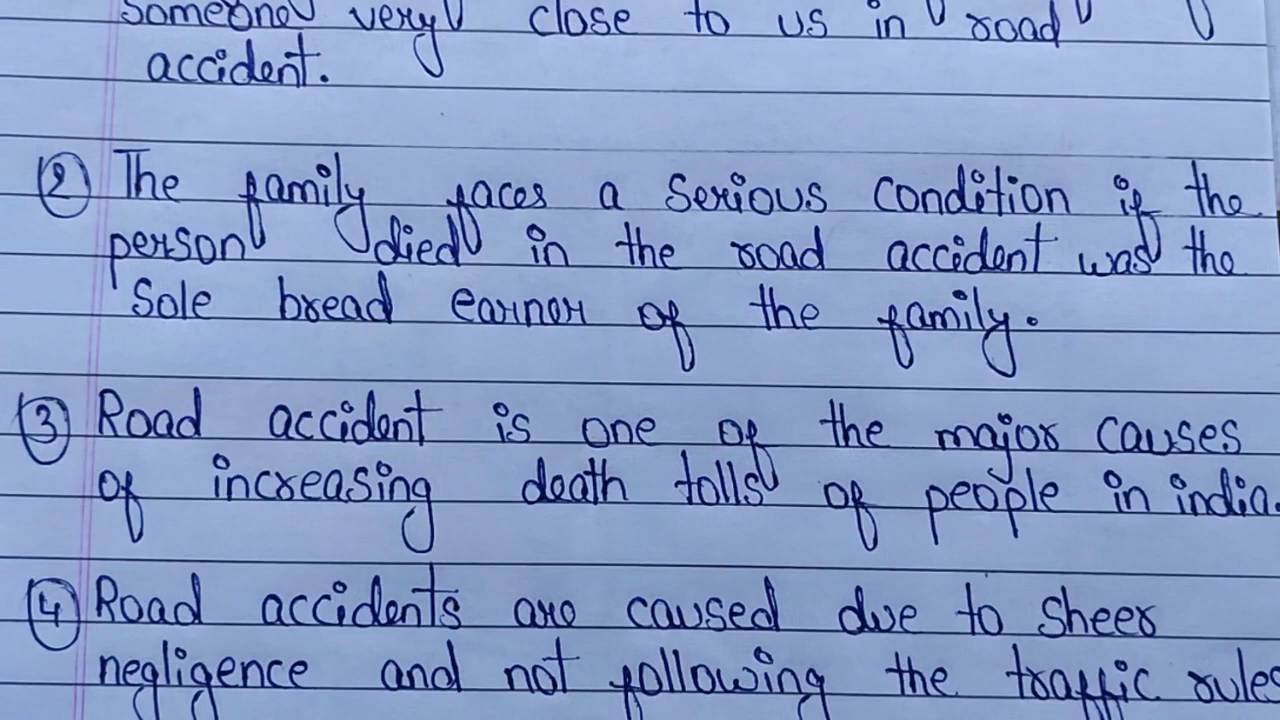 someone very close to us in road
accident.
② The family faces a serious condition if the
person died in the road accident was the
sole bread earner of the family.
③ Road accident is one of the major causes
of increasing death tolls of people in india.
④ Road accidents are caused due to sheer
negligence and not following the traffic rules